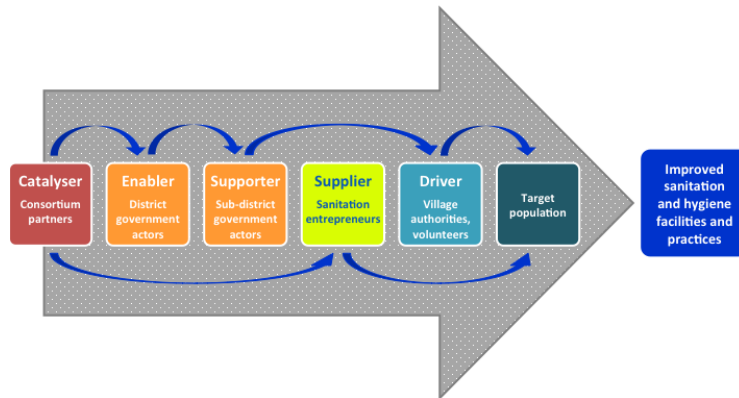 Catalyser
Consortium
partners
Enabler
District
government
actors
Supporter
Sub-district
government
actors
Supplier
Sanitation
entrepreneurs
Driver
Village
authorities,
volunteers
Target
population
Improved
sanitation
and hygiene
facilities and
practices